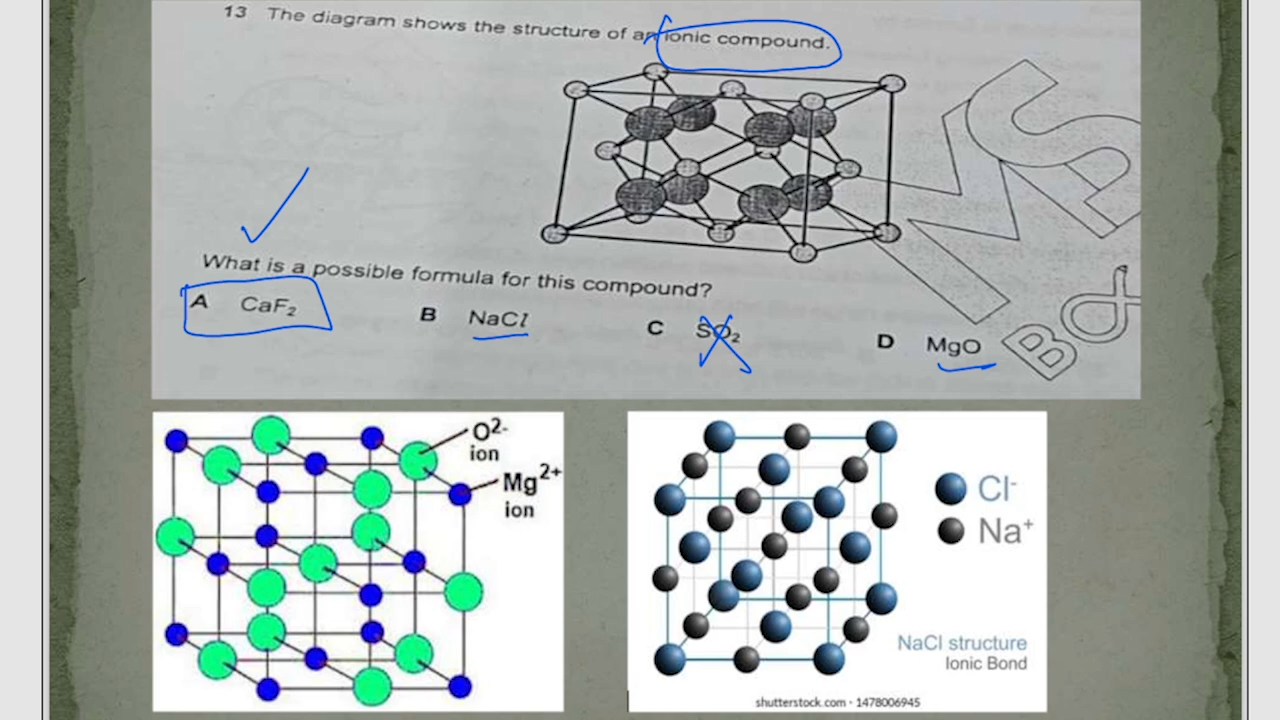 13 The diagram shows the structure of an ionic compound.
What is a possible formula for this compound?
A CaF₂
B NaCl
C SO₂
D MgO
B &
O²⁻
ion
Mg²⁺
ion
Cl⁻
Na⁺
NaCl structure
Ionic Bond
shutterstock.com · 1478006945